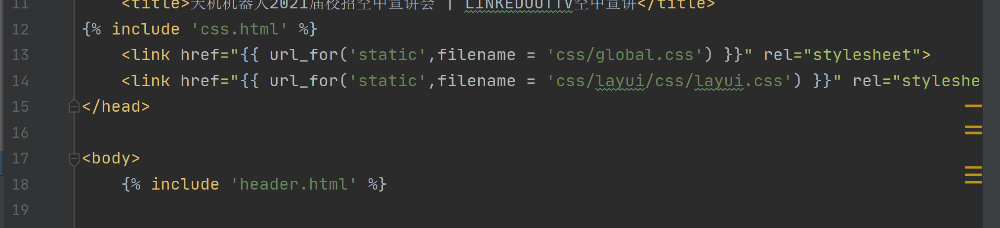 11 <title>天机机器人2021届校招空中宣讲会 | LINKEDOUTTV空中宣讲</title>
12 {% include 'css.html' %}
13 <link href="{{ url_for('static',filename = 'css/global.css') }}" rel="stylesheet">
14 <link href="{{ url_for('static',filename = 'css/layui/css/layui.css') }}" rel="styleshe
15 </head>
16
17 <body>
18 {% include 'header.html' %}
19